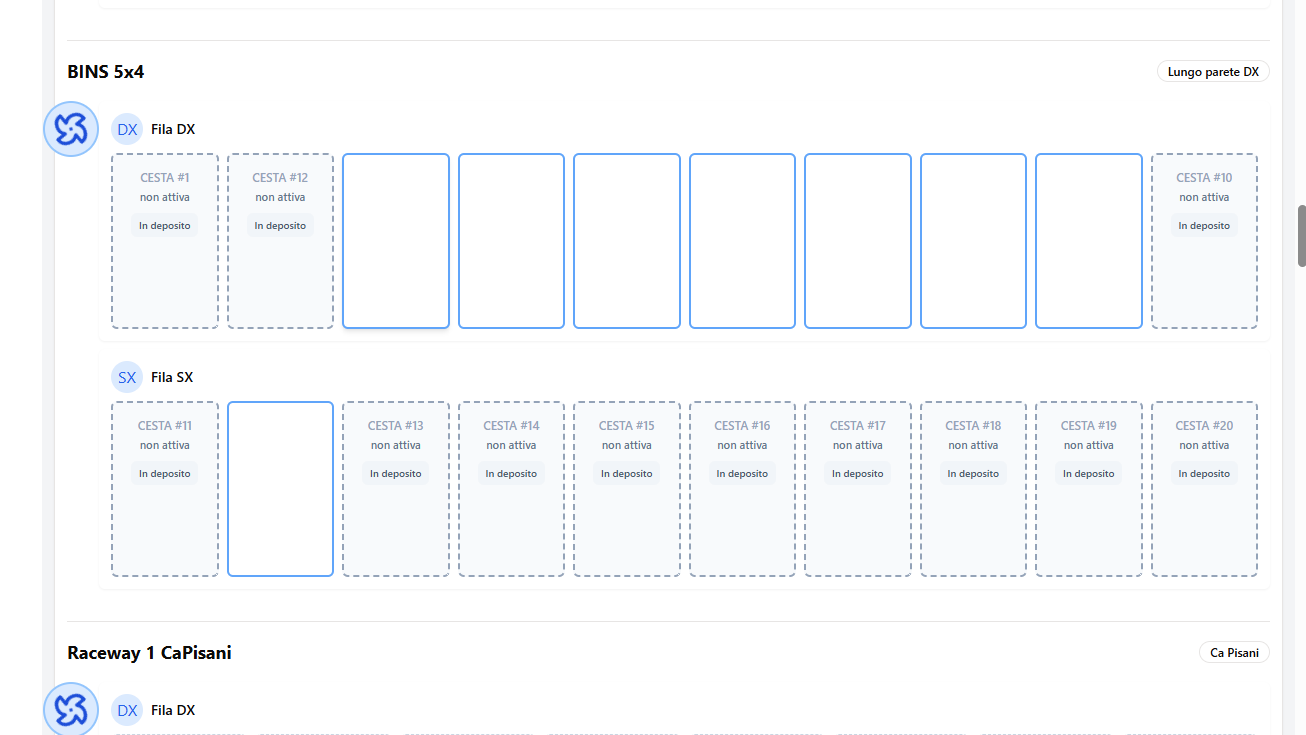 BINS 5x4
Lungo parete DX
DX Fila DX
CESTA #1 CESTA #12 CESTA #10
non attiva non attiva non attiva
In deposito In deposito In deposito
SX Fila SX
CESTA #11 CESTA #13 CESTA #14 CESTA #15 CESTA #16 CESTA #17 CESTA #18 CESTA #19 CESTA #20
non attiva non attiva non attiva non attiva non attiva non attiva non attiva non attiva non attiva
In deposito In deposito In deposito In deposito In deposito In deposito In deposito In deposito In deposito
Raceway 1 CaPisani
Ca Pisani
DX Fila DX